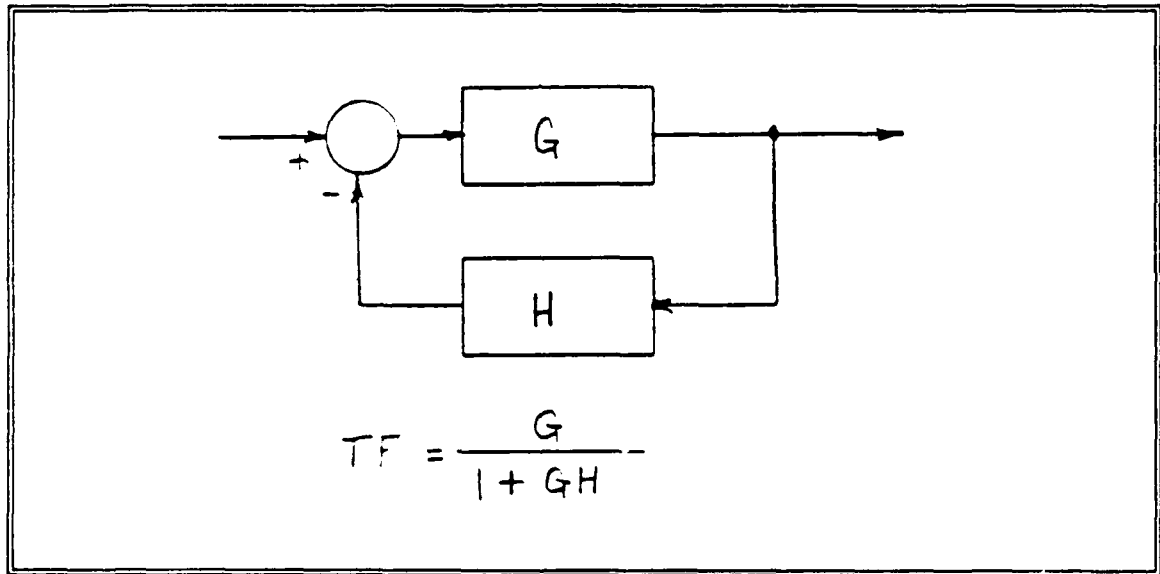 G
+
-
H
TF = G / 1 + GH